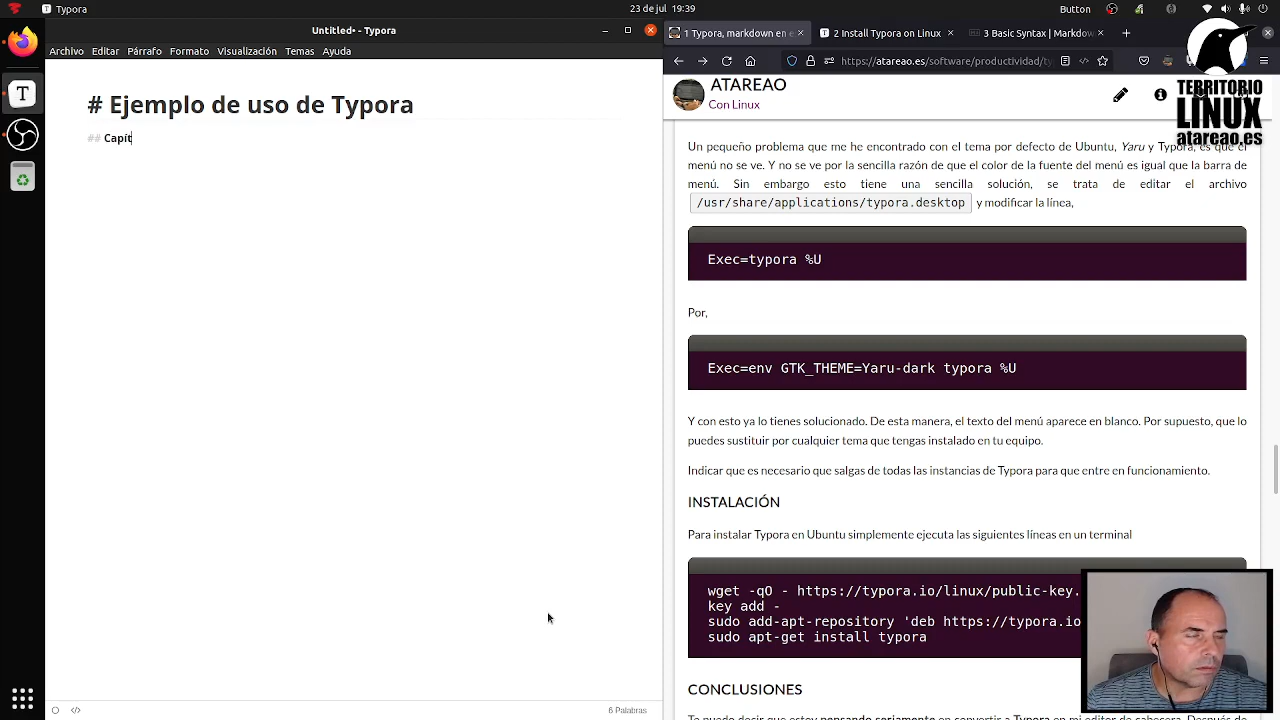 Typora
23 de jul 19:39
Button
Untitled• - Typora
Archivo Editar Párrafo Formato Visualización Temas Ayuda
# Ejemplo de uso de Typora
## Capít
6 Palabras
2 Install Typora on Linux
3 Basic Syntax | Markdow
https://atareao.es/software/productividad/ty
ATAREAO
Con Linux
TERRITORIO
LINUX
atareao.es
Un pequeño problema que me he encontrado con el tema por defecto de Ubuntu, Yaru y Typora, es que el
menú no se ve. Y no se ve por la sencilla razón de que el color de la fuente del menú es igual que la barra de
menú. Sin embargo esto tiene una sencilla solución, se trata de editar el archivo
/usr/share/applications/typora.desktop y modificar la línea,
Exec=typora %U
Por,
Exec=env GTK_THEME=Yaru-dark typora %U
Y con esto ya lo tienes solucionado. De esta manera, el texto del menú aparece en blanco. Por supuesto, que lo
puedes sustituir por cualquier tema que tengas instalado en tu equipo.
Indicar que es necesario que salgas de todas las instancias de Typora para que entre en funcionamiento.
INSTALACIÓN
Para instalar Typora en Ubuntu simplemente ejecuta las siguientes líneas en un terminal
wget -qO - https://typora.io/linux/public-key.
key add -
sudo add-apt-repository 'deb https://typora.io
sudo apt-get install typora
CONCLUSIONES